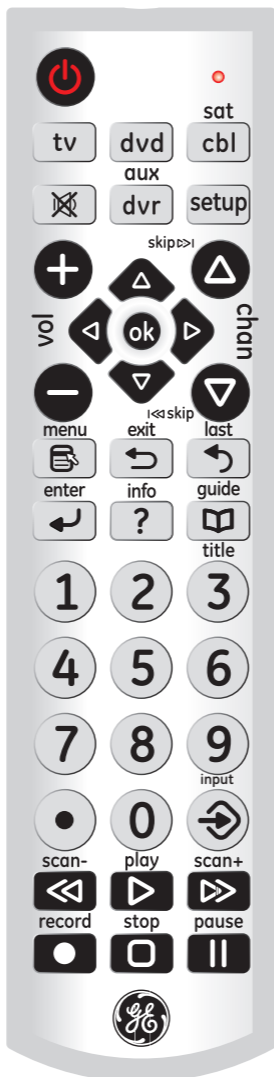 sat
tv dvd cbl
aux
dvr setup
skip
vol ok chan
skip
menu exit last
enter info guide
?
title
1 2 3
4 5 6
7 8 9
input
0
scan- play scan+
record stop pause
GE